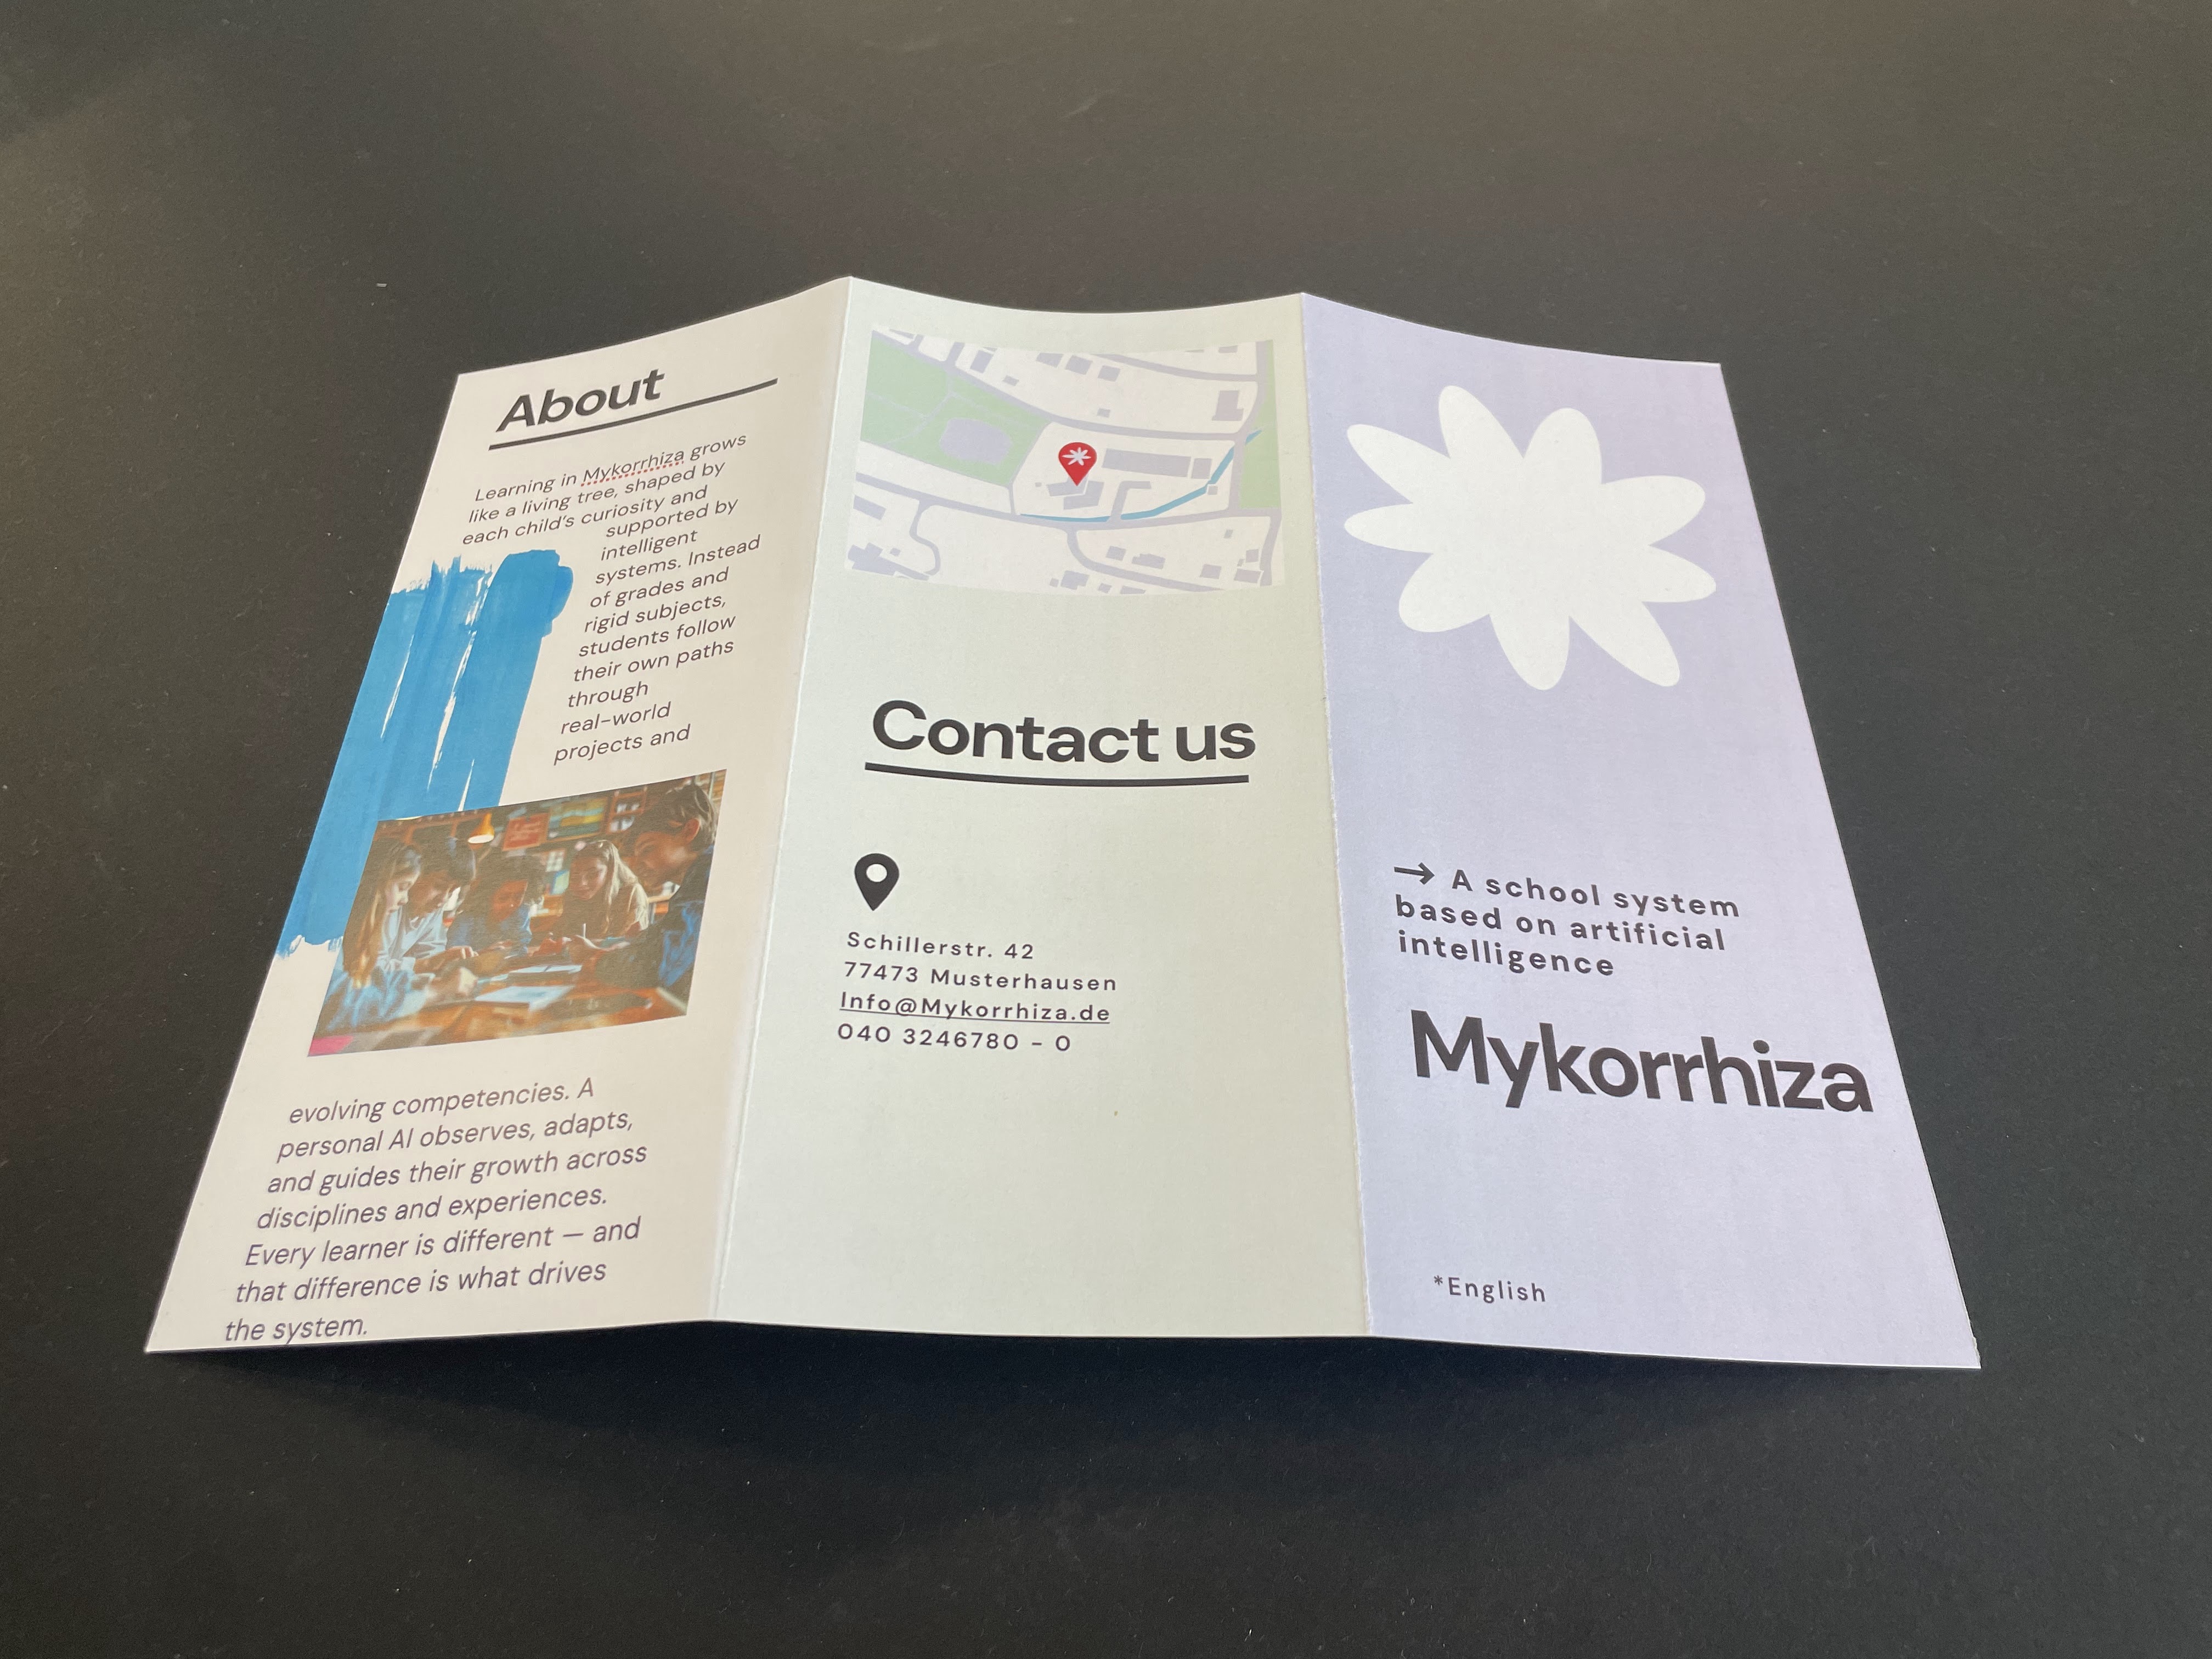 About
Learning in Mykorrhiza grows
like a living tree, shaped by
each child's curiosity and
supported by
intelligent
systems. Instead
of grades and
rigid subjects,
students follow
their own paths
through
real-world
projects and
evolving competencies. A
personal AI observes, adapts,
and guides their growth across
disciplines and experiences.
Every learner is different — and
that difference is what drives
the system.
Contact us
Schillerstr. 42
77473 Musterhausen
Info@Mykorrhiza.de
040 3246780 - 0
→ A school system
based on artificial
intelligence
Mykorrhiza
*English